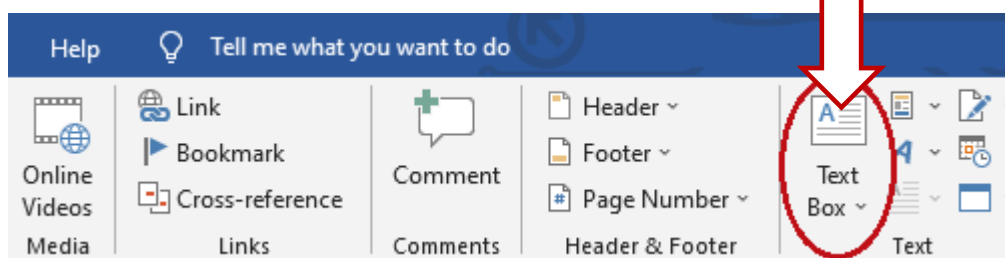 Help Tell me what you want to do
Online
Videos
Media
Link
Bookmark
Cross-reference
Links
Comment
Comments
Header
Footer
# Page Number
Header & Footer
A
Text
Box
A
A
Text